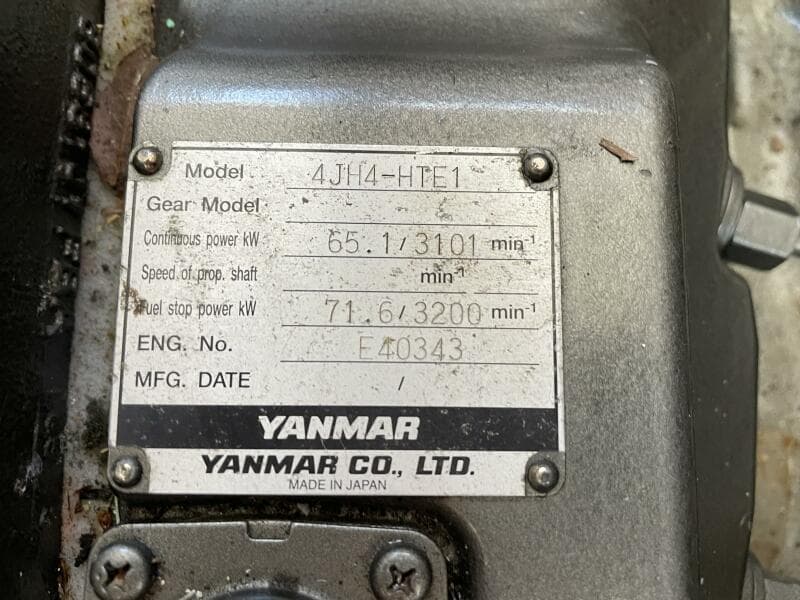 Model 4JH4-HTE1
Gear Model
Continuous power kW 65.1/3101 min-1
Speed of prop. shaft min-1
Fuel stop power kW 71.6/3200 min-1
ENG. No. E40343
MFG. DATE /
YANMAR
YANMAR CO., LTD.
MADE IN JAPAN